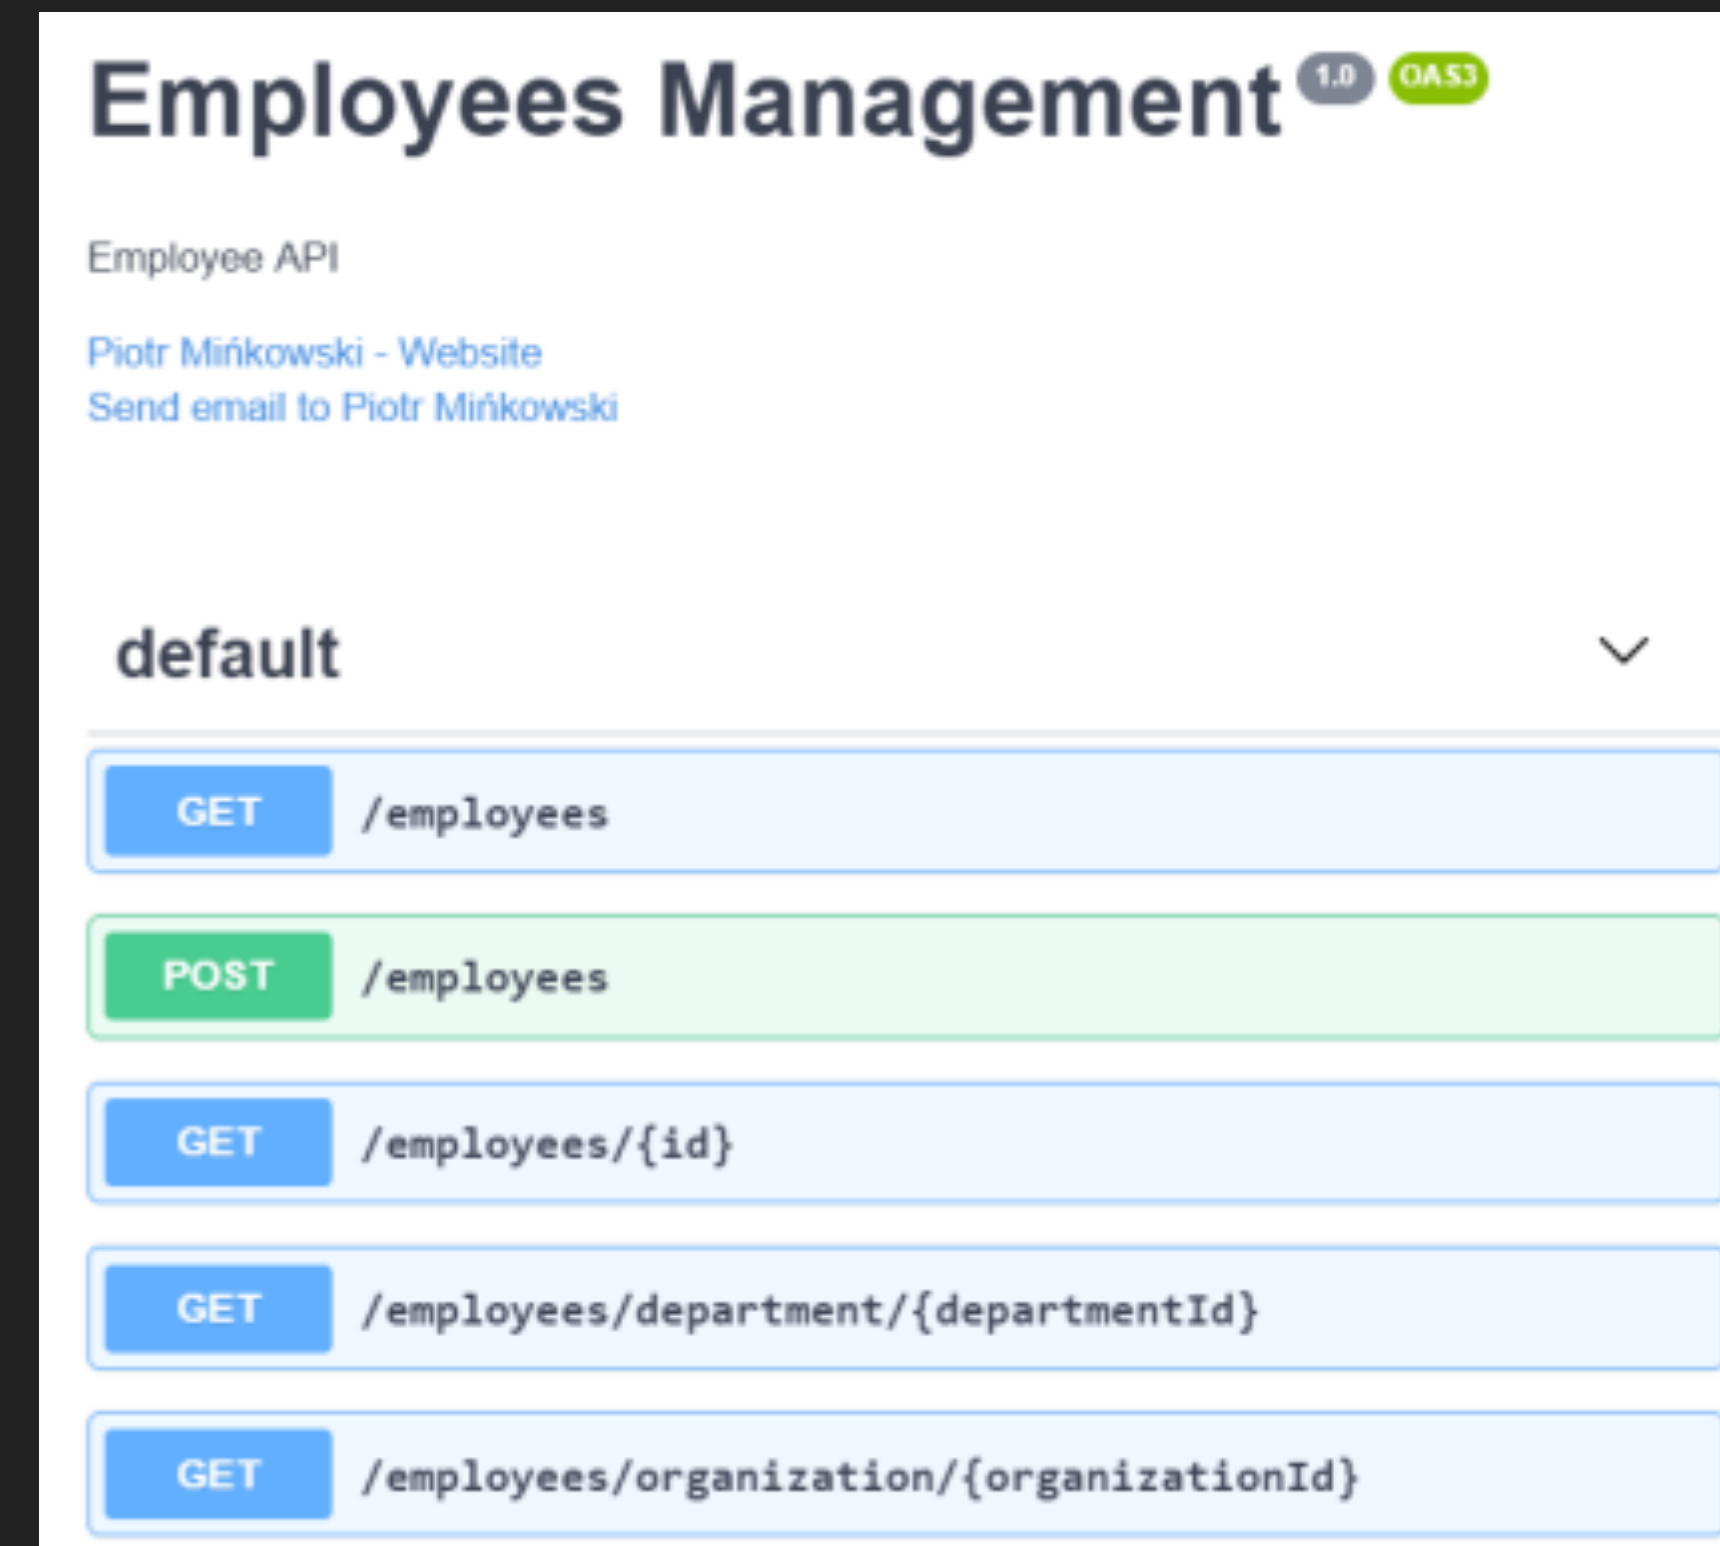 Employees Management 1.0 OAS3
Employee API
Piotr Mińkowski - Website
Send email to Piotr Mińkowski
default
GET /employees
POST /employees
GET /employees/{id}
GET /employees/department/{departmentId}
GET /employees/organization/{organizationId}